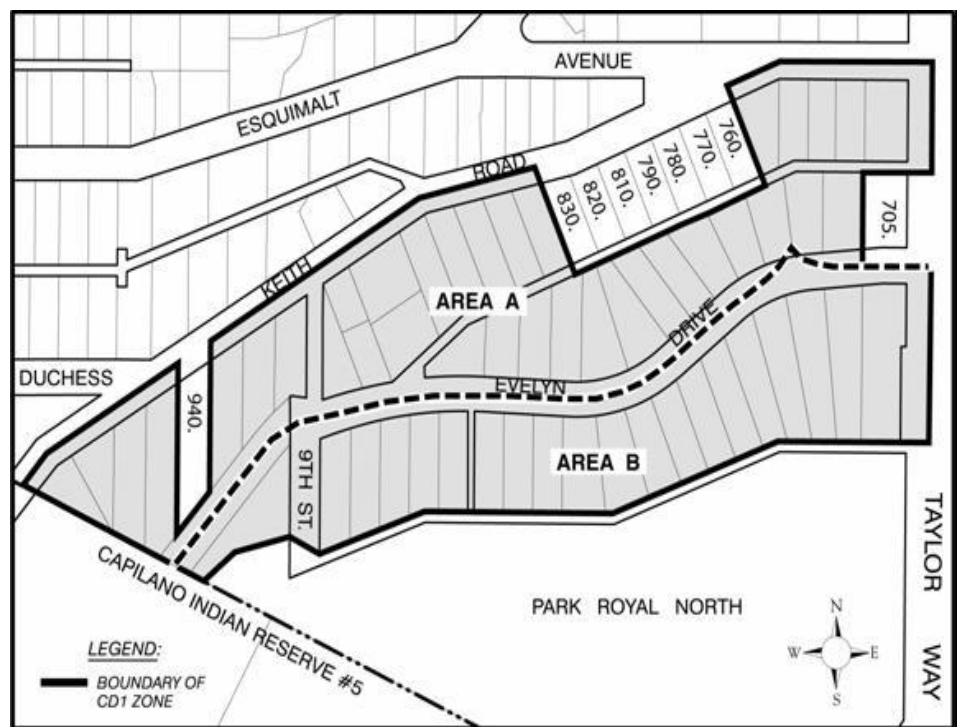 AVENUE
ESQUIMALT
ROAD
760.
770.
780.
790.
810.
820.
830.
705.
KEITH
AREA A
DRIVE
DUCHESS
EVELYN
940.
9TH ST.
AREA B
TAYLOR WAY
CAPILANO INDIAN RESERVE #5
PARK ROYAL NORTH
N
W
E
S
LEGEND:
BOUNDARY OF
CD1 ZONE